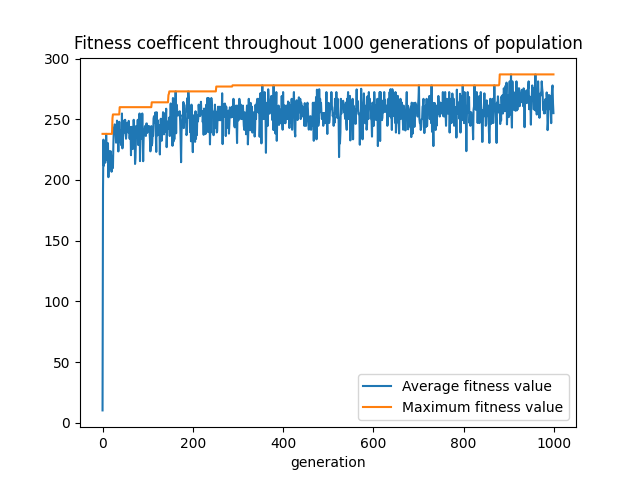 Fitness coefficent throughout 1000 generations of population
300
250
200
150
100
50
0
0 200 400 600 800 1000
generation
Average fitness value
Maximum fitness value